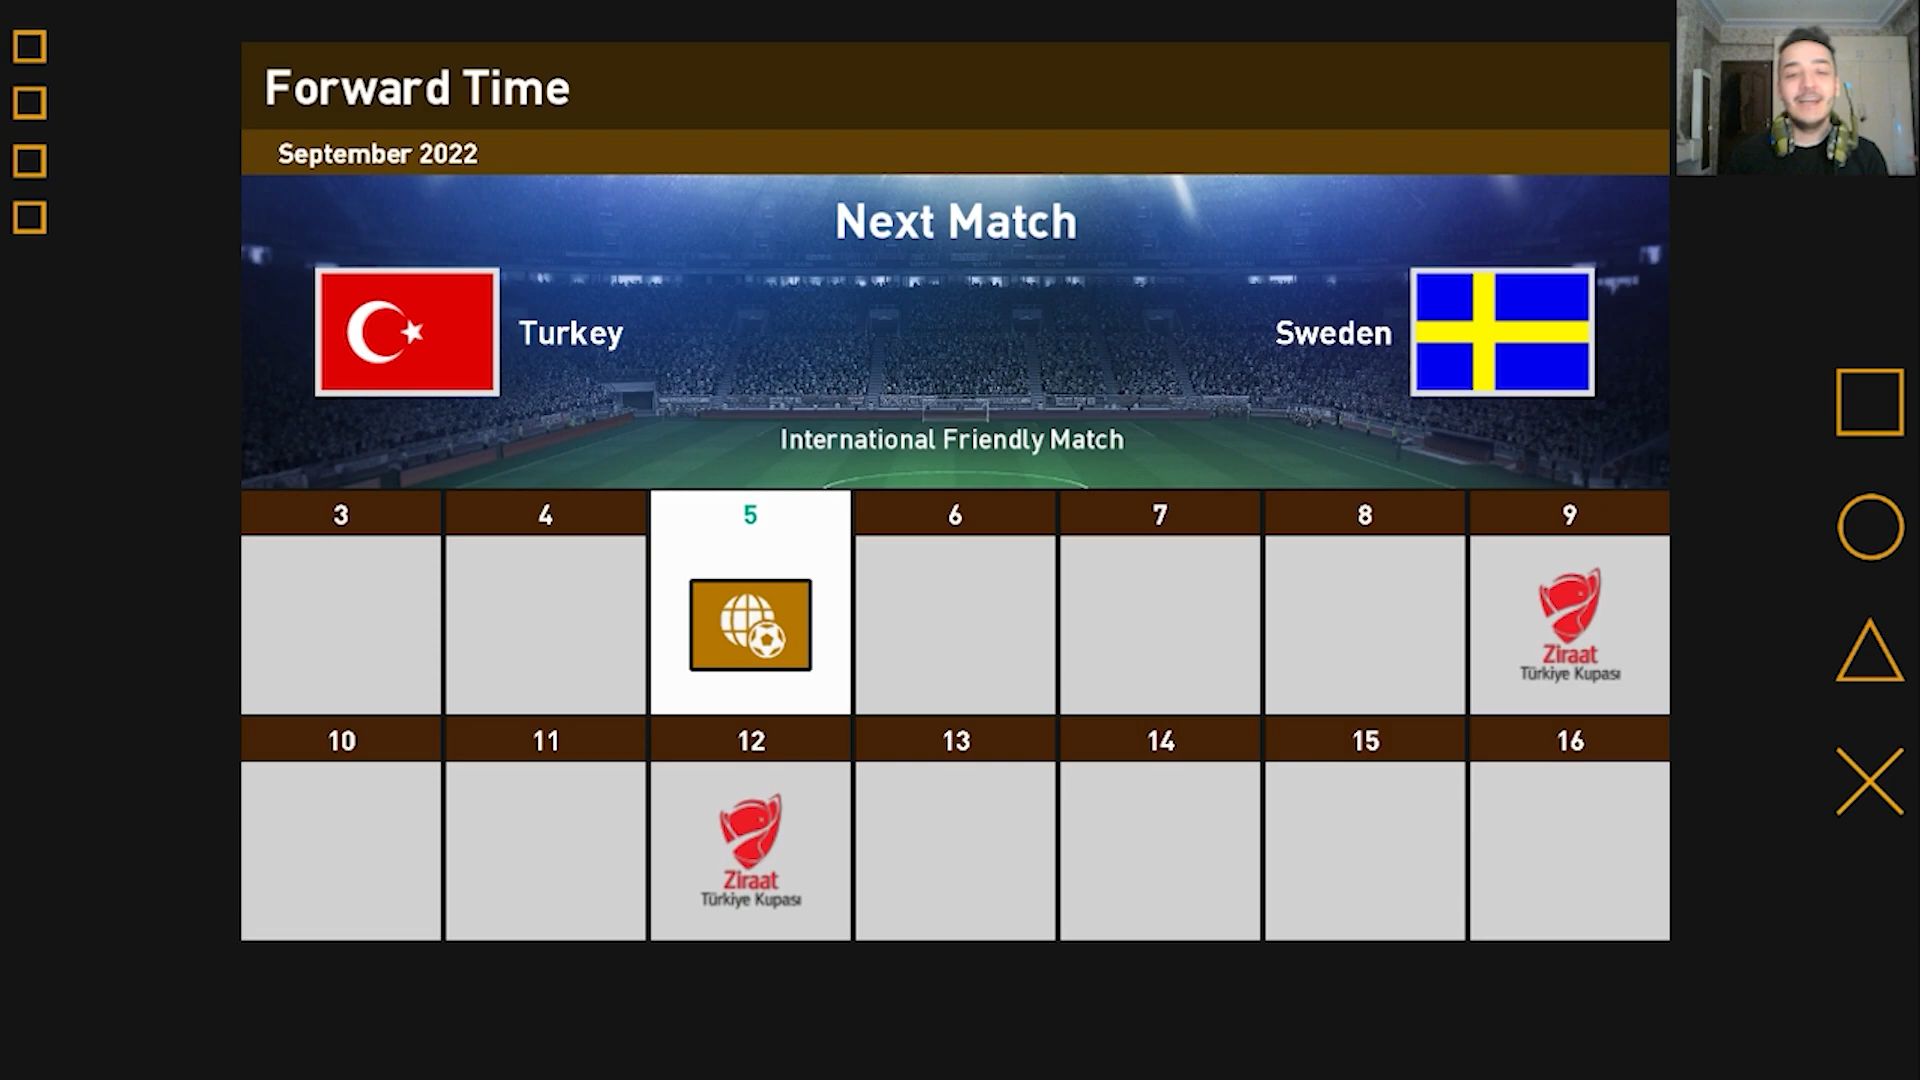 Forward Time
September 2022
Next Match
Turkey
Sweden
International Friendly Match
3 4 5 6 7 8 9
Ziraat
Türkiye Kupası
10 11 12 13 14 15 16
Ziraat
Türkiye Kupası